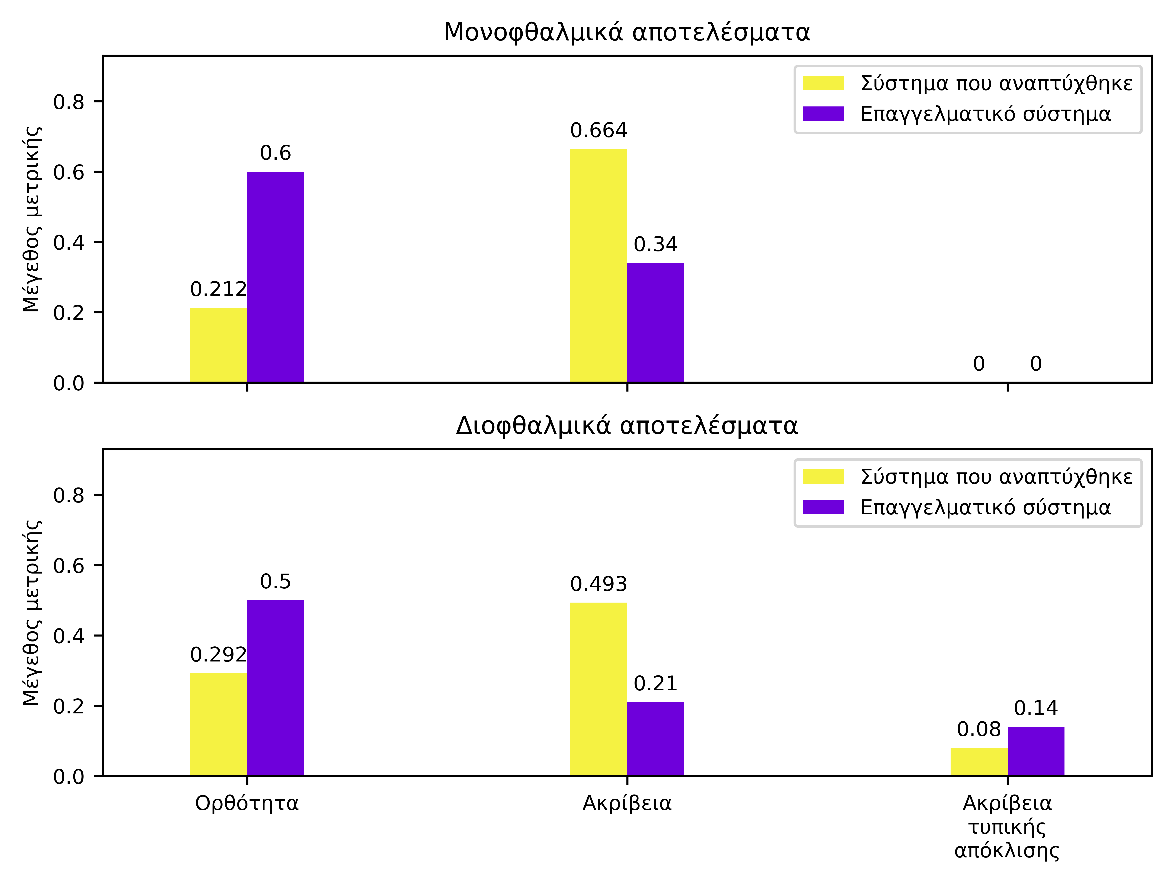 Μονοφθαλμικά αποτελέσματα
Μέγεθος μετρικής
0.8
0.6
0.4
0.2
0.0
Σύστημα που αναπτύχθηκε
Επαγγελματικό σύστημα
0.212
0.6
0.664
0.34
0
0
Διοφθαλμικά αποτελέσματα
Μέγεθος μετρικής
0.8
0.6
0.4
0.2
0.0
Σύστημα που αναπτύχθηκε
Επαγγελματικό σύστημα
0.292
0.5
0.493
0.21
0.08
0.14
Ορθότητα
Ακρίβεια
Ακρίβεια
τυπικής
απόκλισης